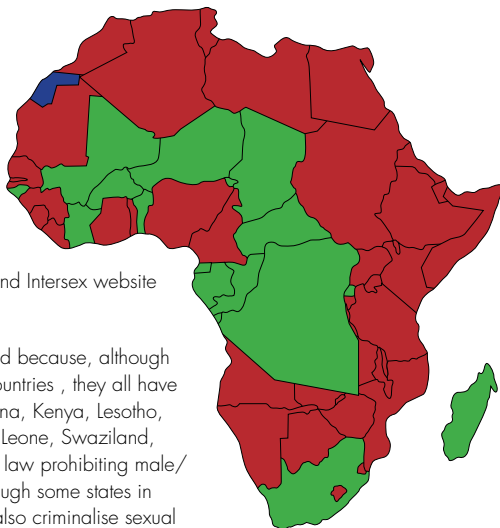 nd Intersex website
d because, although
ountries , they all have
na, Kenya, Lesotho,
Leone, Swaziland,
law prohibiting male/
ugh some states in
also criminalise sexual